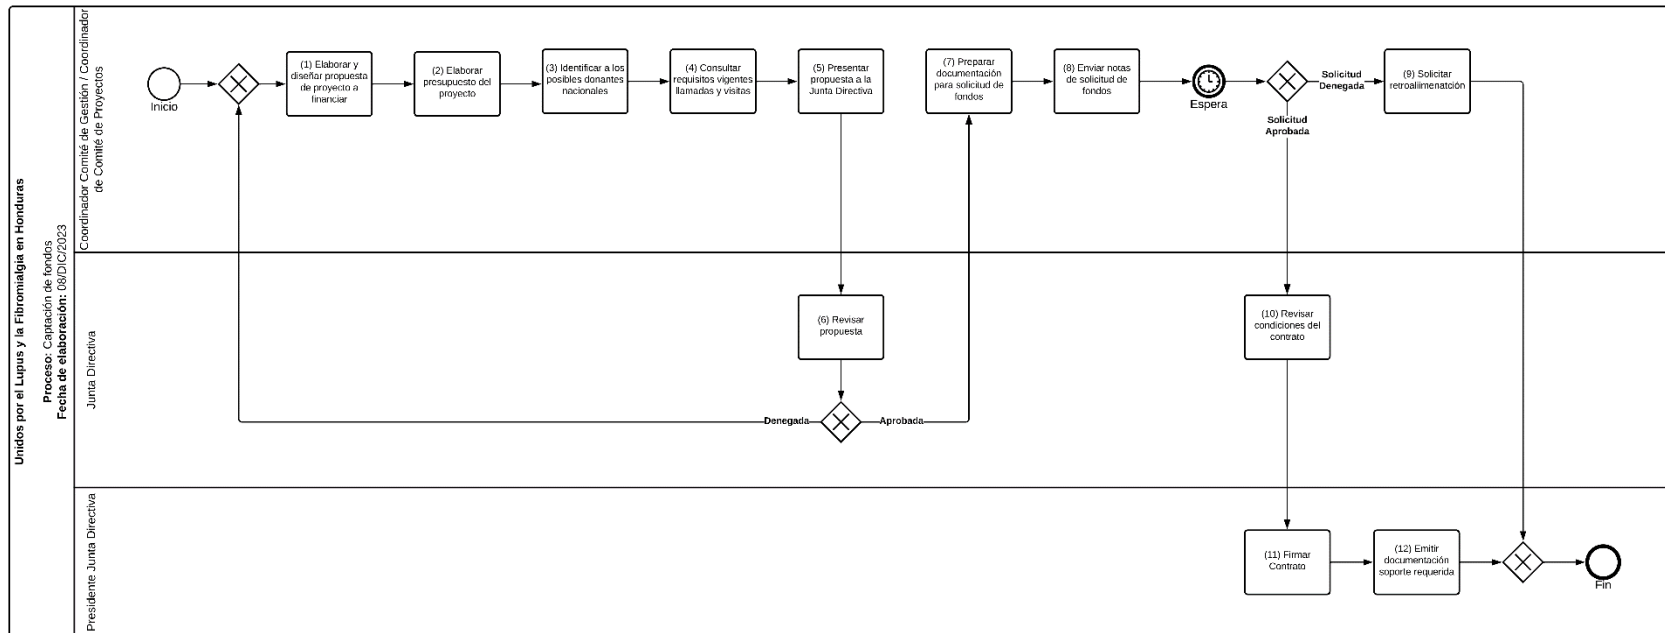 Unidos por el Lupus y la Fibromialgia en Honduras
Proceso: Captación de fondos
Fecha de elaboración: 08/DIC/2023
Coordinador Comité de Gestión / Coordinador
de Comité de Proyectos
Inicio
(1) Elaborar y
diseñar propuesta
de proyecto a
financiar
(2) Elaborar
presupuesto del
proyecto
(3) Identificar a los
posibles donantes
nacionales
(4) Consultar
requisitos vigentes
llamadas y visitas
(5) Presentar
propuesta a la
Junta Directiva
(7) Preparar
documentación
para solicitud de
fondos
(8) Enviar notas
de solicitud de
fondos
Espera
Solicitud
Denegada
Solicitud
Aprobada
(9) Solicitar
retroaliimenatción
Junta Directiva
(6) Revisar
propuesta
Denegada
Aprobada
(10) Revisar
condiciones del
contrato
Presidente Junta Directiva
(11) Firmar
Contrato
(12) Emitir
documentación
soporte requerida
Fin